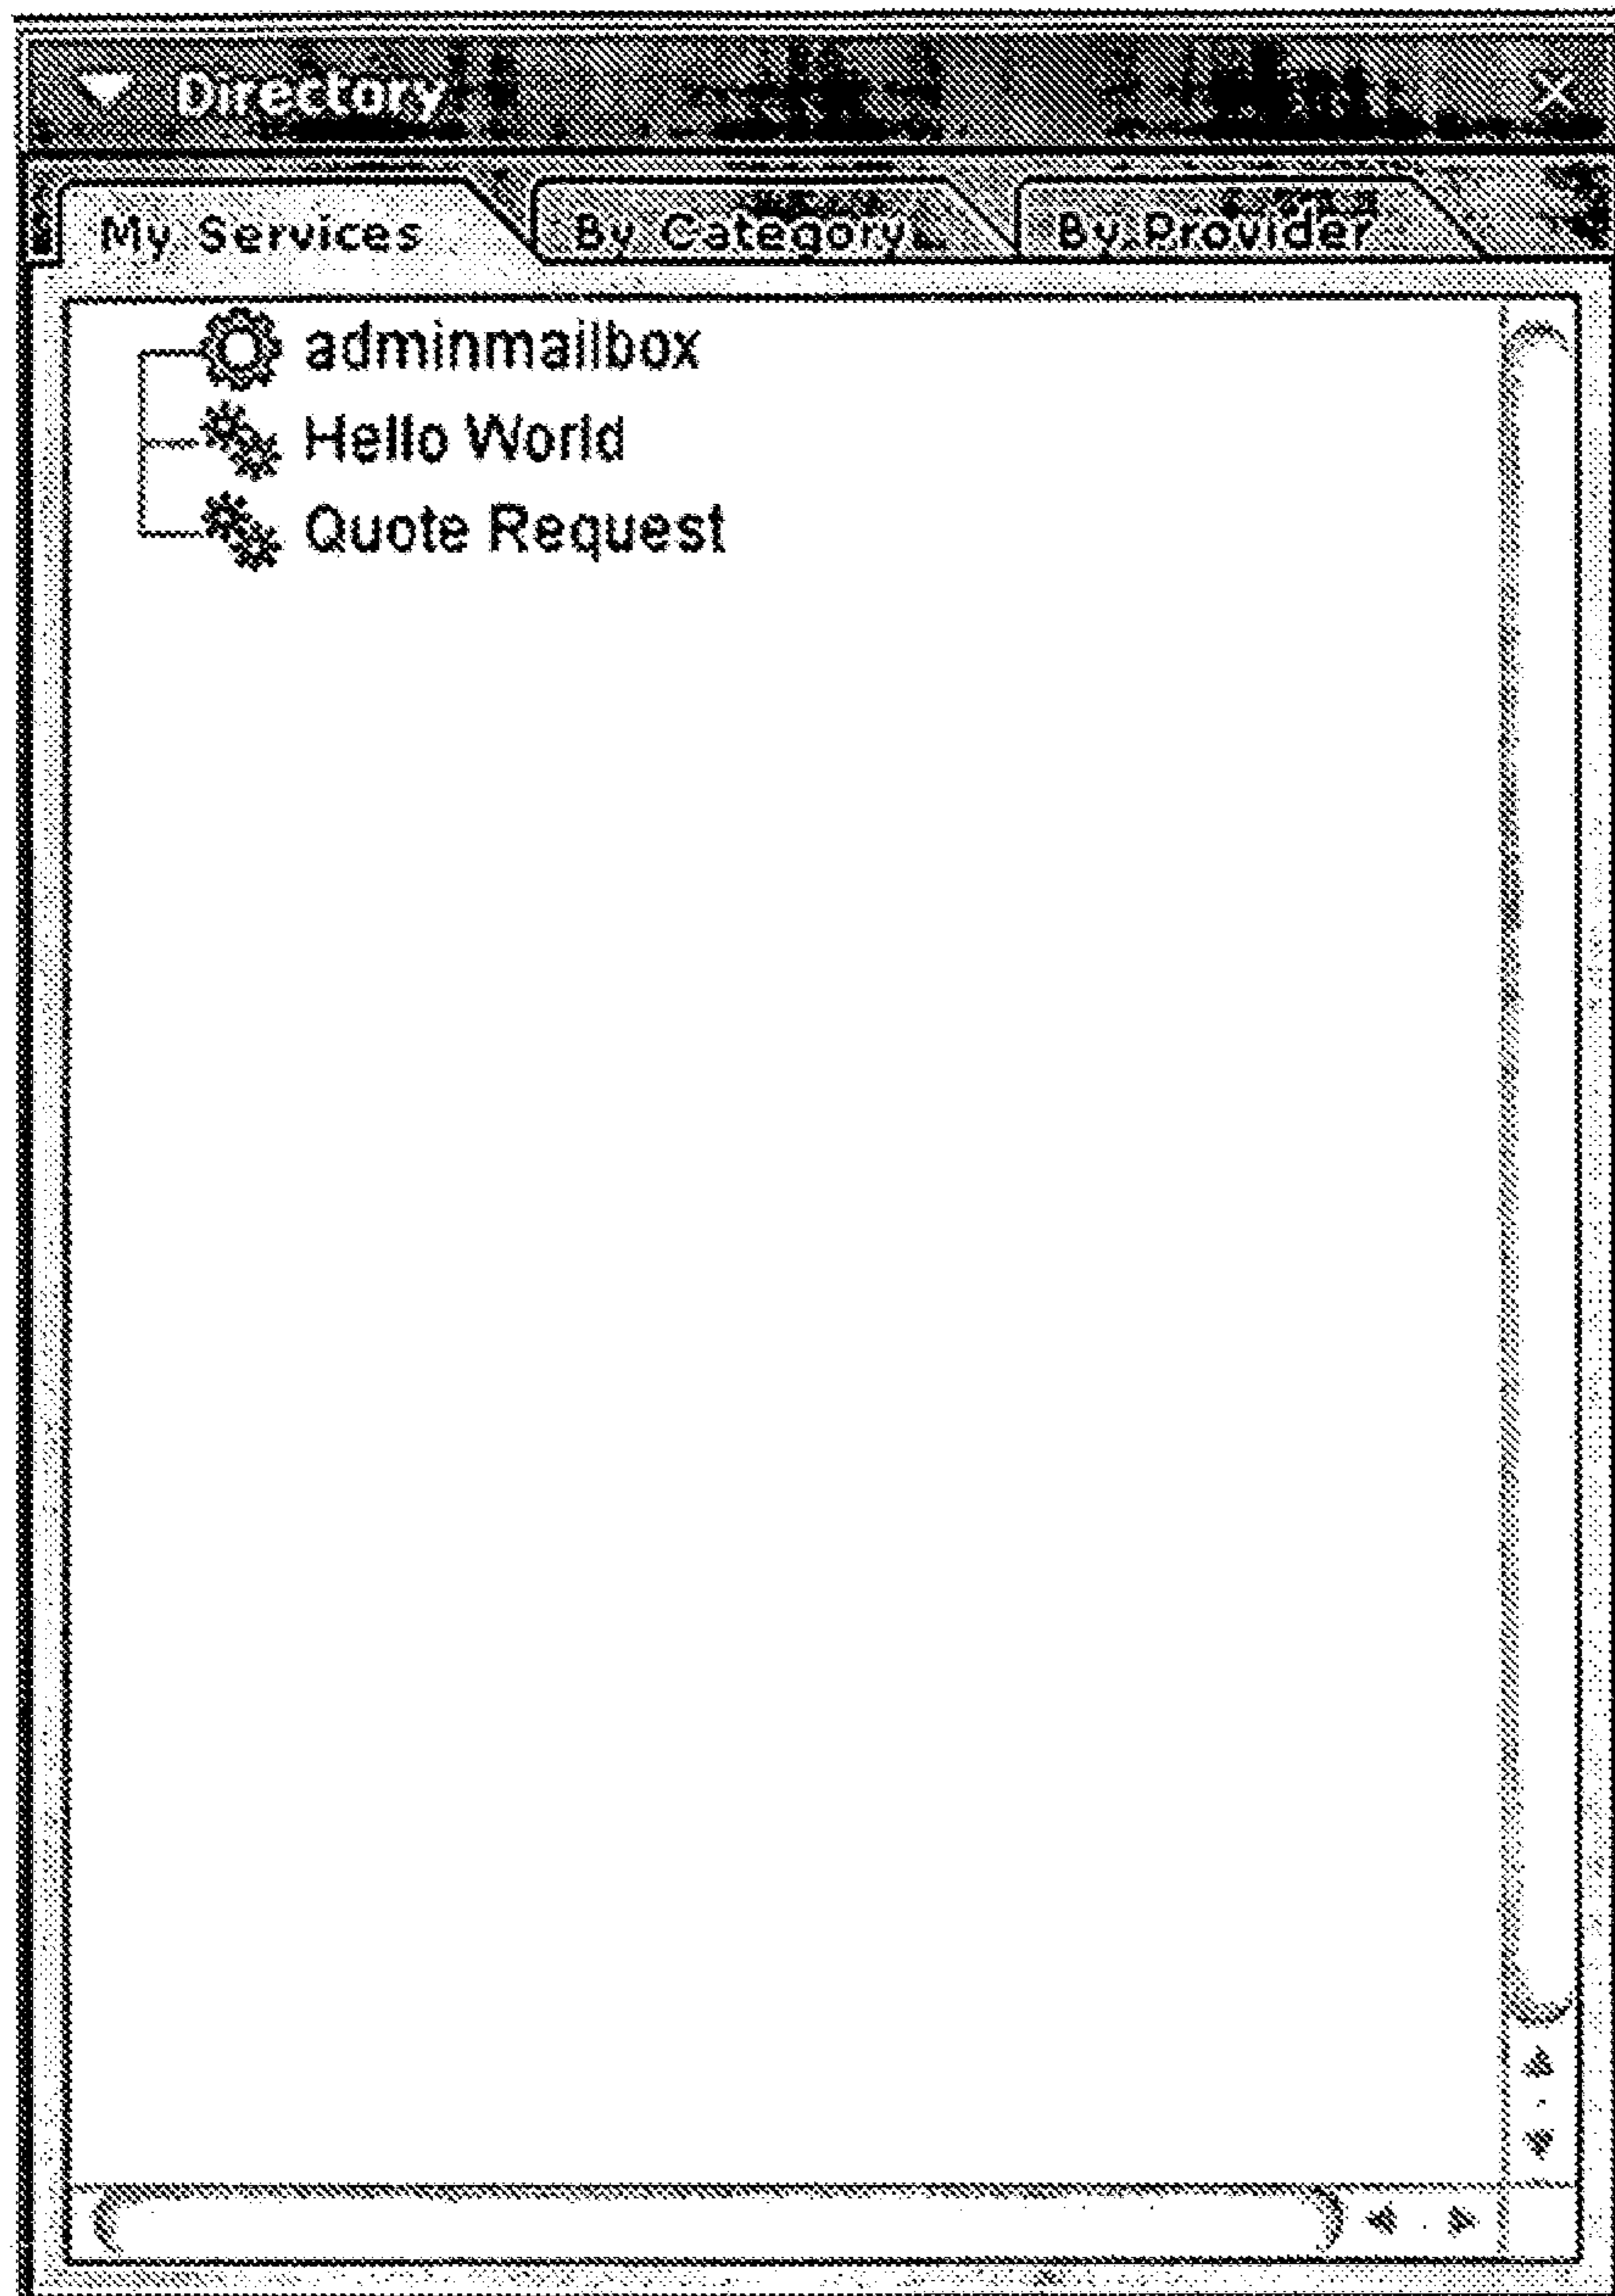 Directory
My Services By Category By Provider
adminmailbox
Hello World
Quote Request